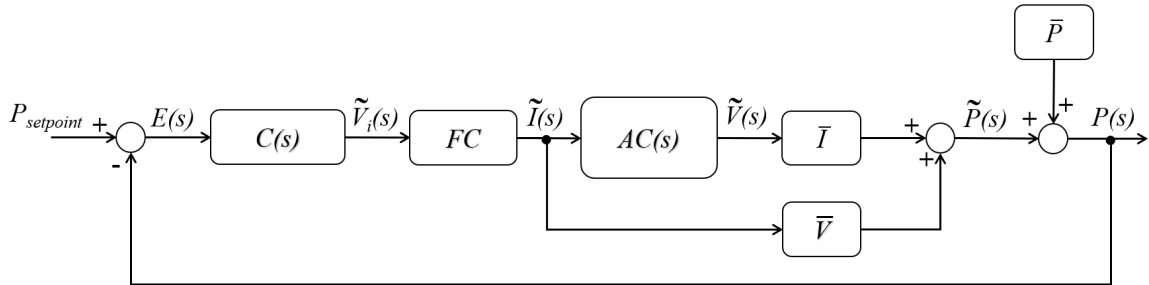 P̅
P_setpoint + E(s) C(s) Ṽ_i(s) FC Ĩ(s) AC(s) Ṽ(s) I̅ + P̃(s) + + P(s)
- +
V̅